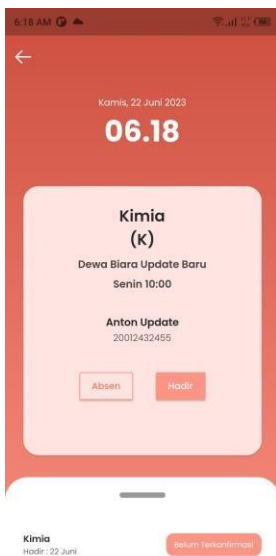 6:18 AM
Kamis, 22 Juni 2023
06.18
Kimia
(K)
Dewa Biara Update Baru
Senin 10:00
Anton Update
20012432455
Absen
Hadir
Kimia
Belum Terkonfirmasi
Hadir : 22 Juni